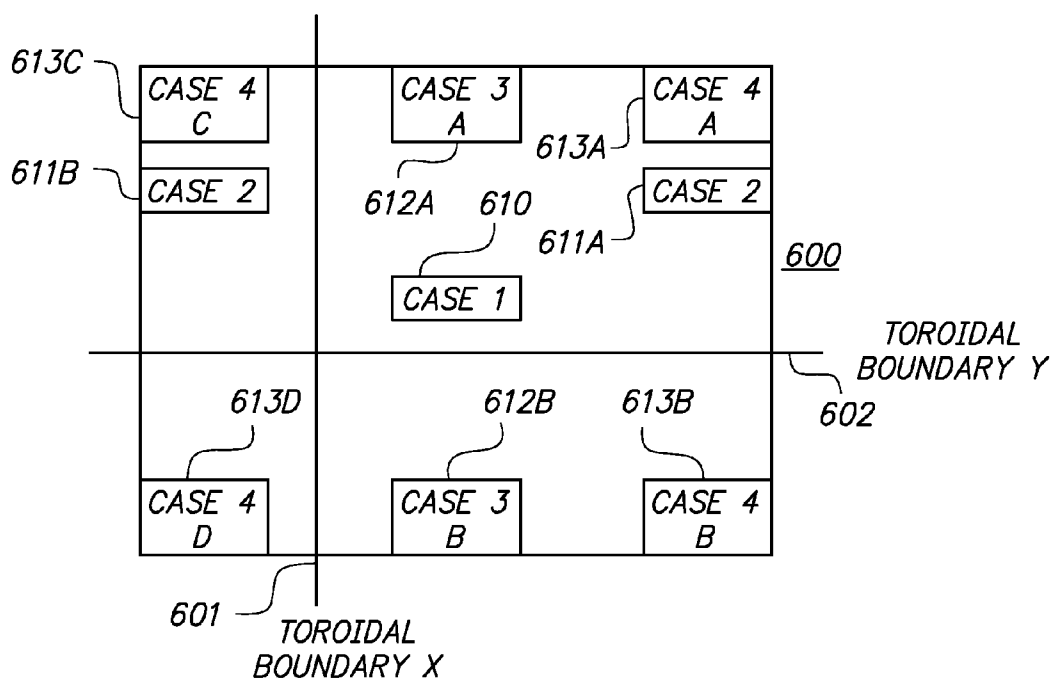 613C
CASE 4
C
CASE 3
A
CASE 4
A
613A
611B
CASE 2
612A
610
CASE 2
611A
600
CASE 1
TOROIDAL
BOUNDARY Y
602
613D
612B
613B
CASE 4
D
CASE 3
B
CASE 4
B
601
TOROIDAL
BOUNDARY X